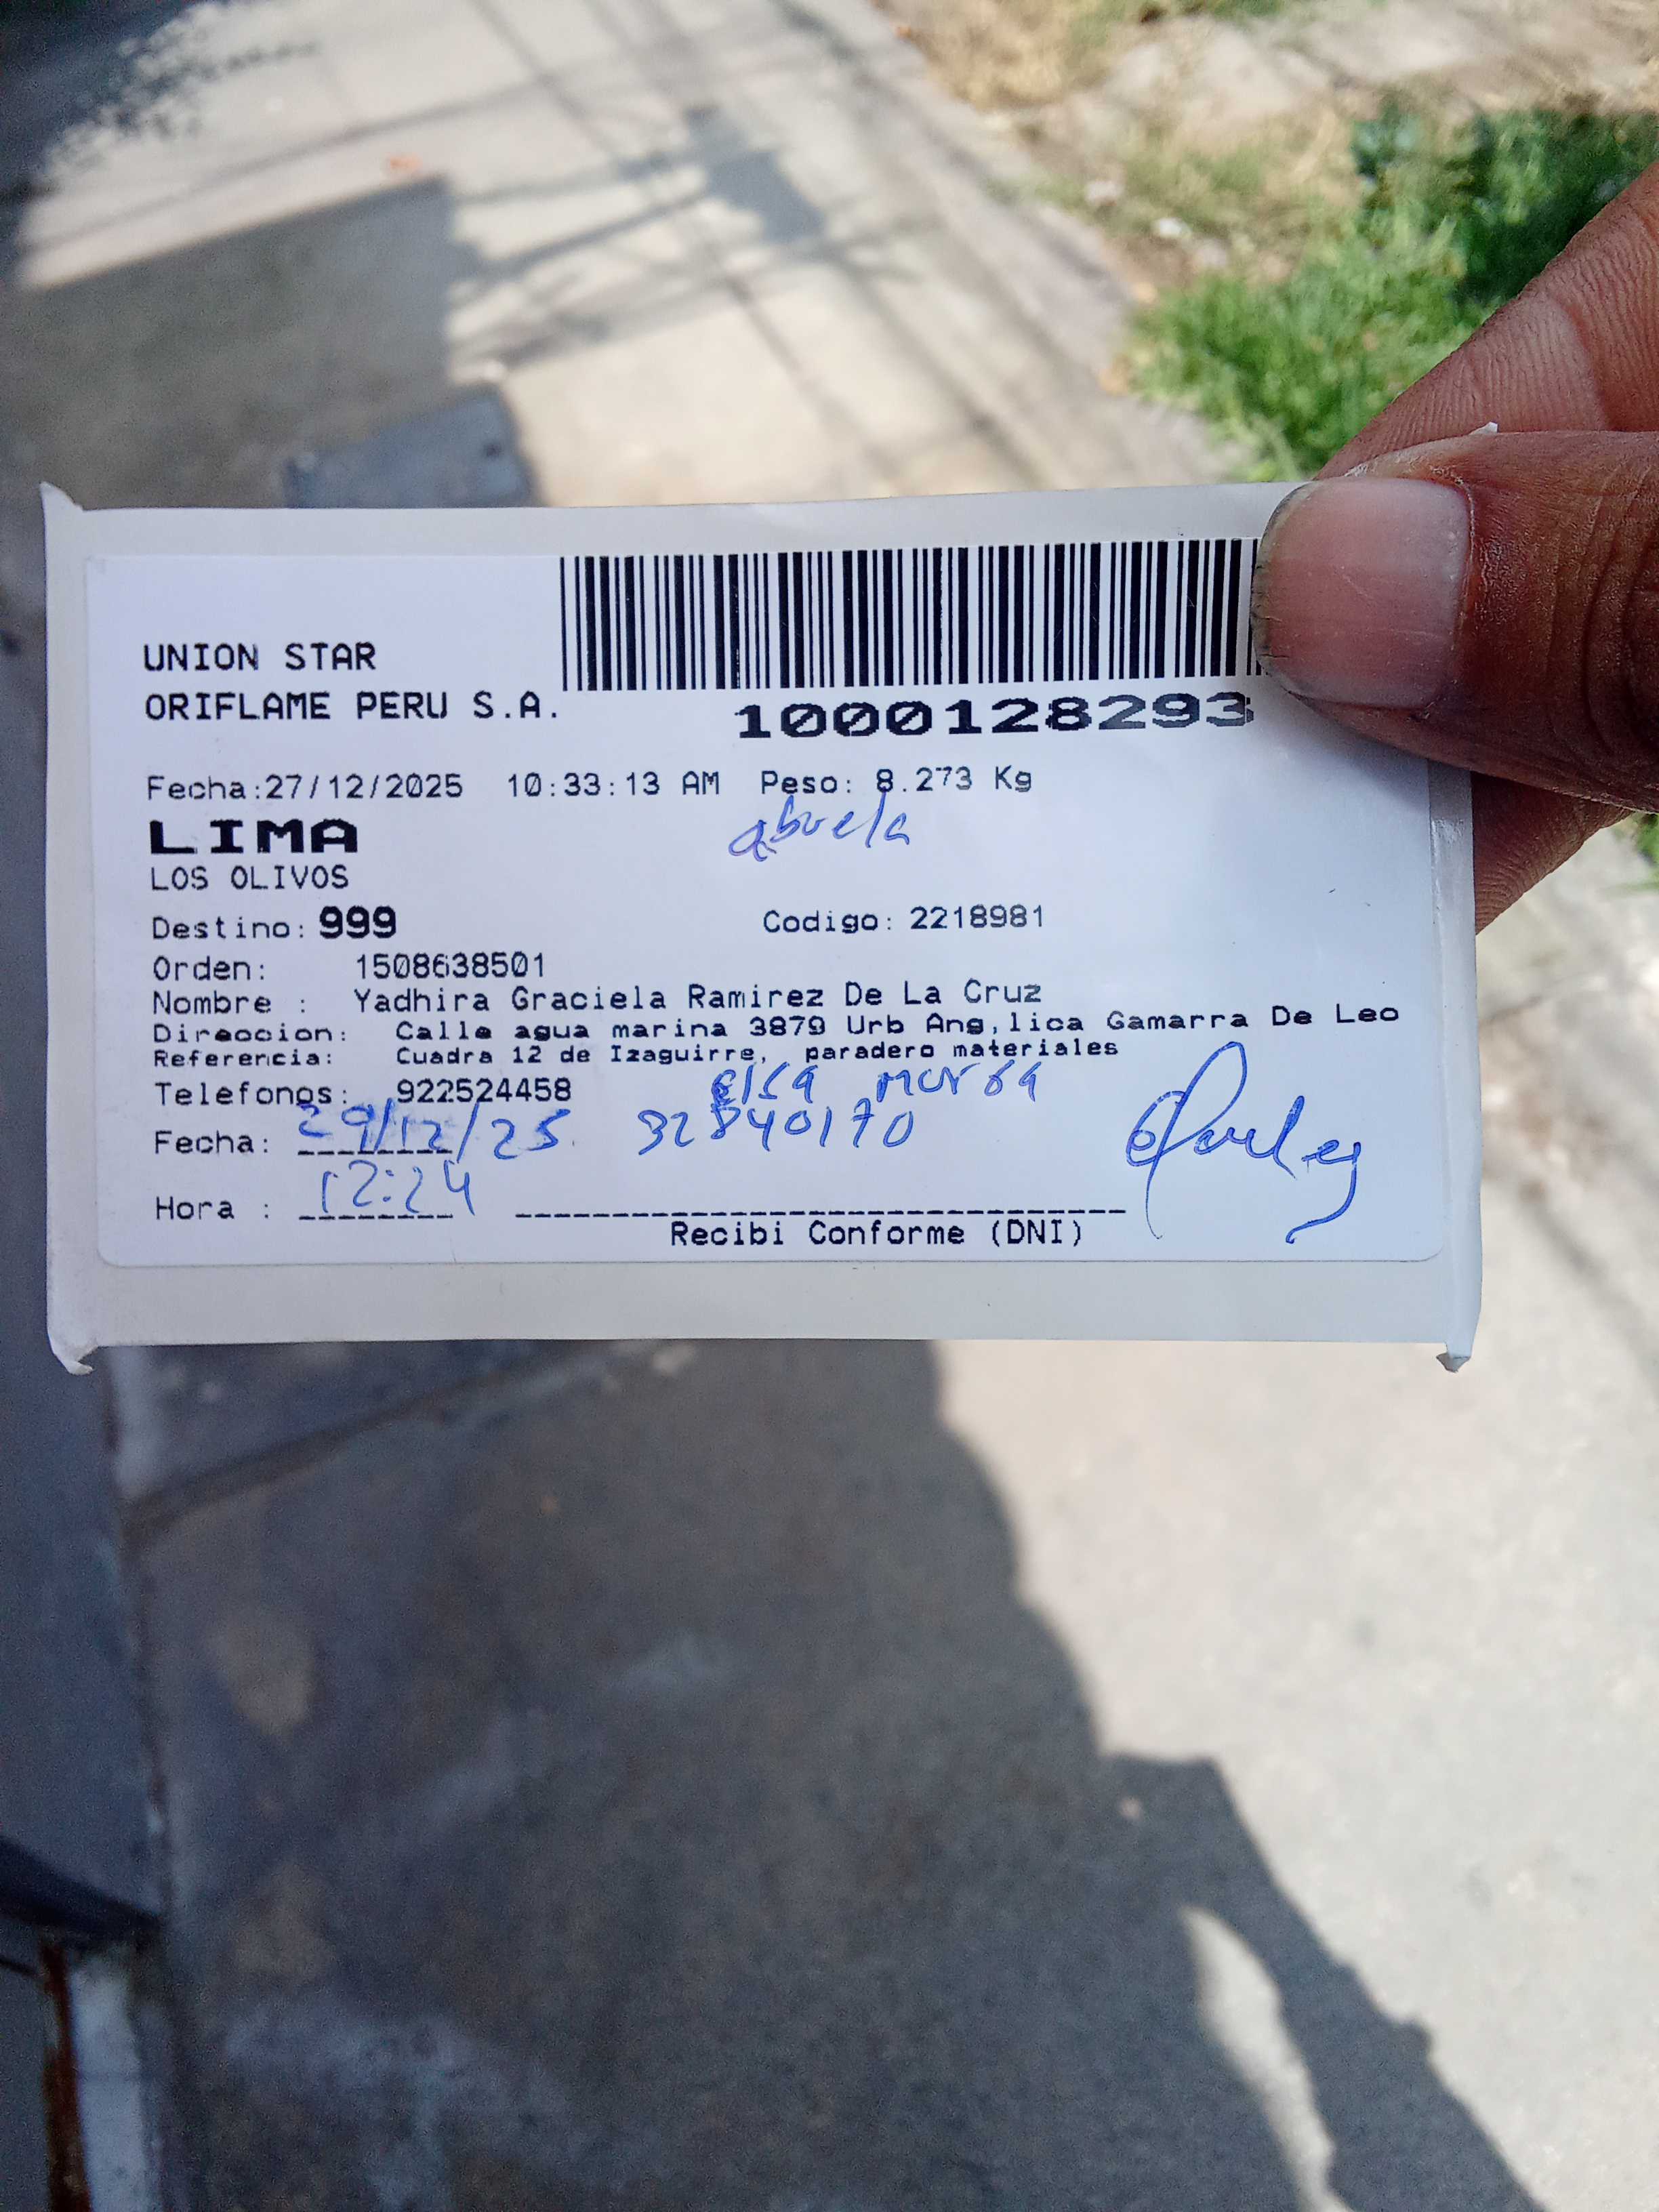 UNION STAR
ORIFLAME PERU S.A.
1000128293
Fecha:27/12/2025 10:33:13 AM Peso: 8.273 Kg
abuela
LIMA
LOS OLIVOS
Destino: 999 Codigo: 2218981
Orden: 1508638501
Nombre : Yadhira Graciela Ramirez De La Cruz
Direccion: Calle agua marina 3879 Urb Ang,lica Gamarra De Leo
Referencia: Cuadra 12 de Izaguirre, paradero materiales
Telefonos: 922524458 elsa
Fecha: 29/12/25 32840170
Hora : 12:24
Recibi Conforme (DNI)